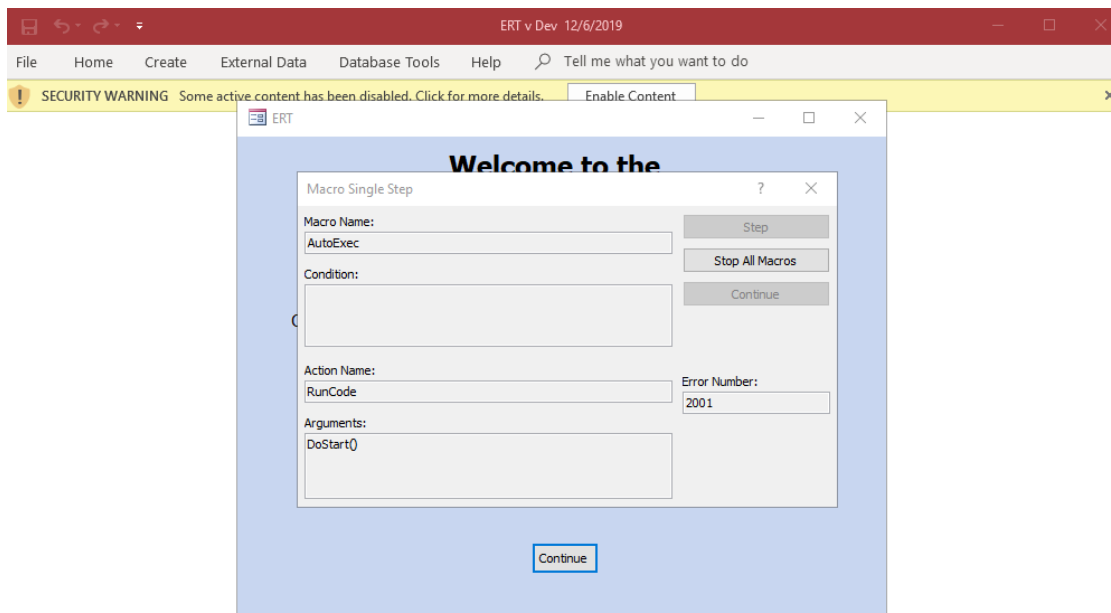 ERT v Dev 12/6/2019
File Home Create External Data Database Tools Help Tell me what you want to do
SECURITY WARNING Some active content has been disabled. Click for more details. Enable Content
ERT
Welcome to the
Macro Single Step
Macro Name:
AutoExec
Step
Stop All Macros
Condition:
Continue
Action Name:
RunCode
Error Number:
2001
Arguments:
DoStart()
Continue